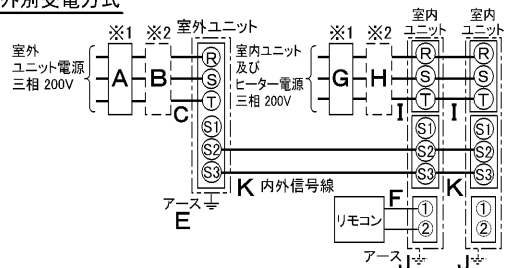 外別受電方式
※1 ※2 室外ユニット
室外
ユニット電源
三相 200V
A B C
R
S
T
S1
S2
S3
アース
E
K 内外信号線
※1 ※2
室内ユニット
及び
ヒーター電源
三相 200V
G H I I
室内
ユニット
R
S
T
S1
S2
S3
①
②
室内
ユニット
R
S
T
S1
S2
S3
①
②
K
F
リモコン
アース J J